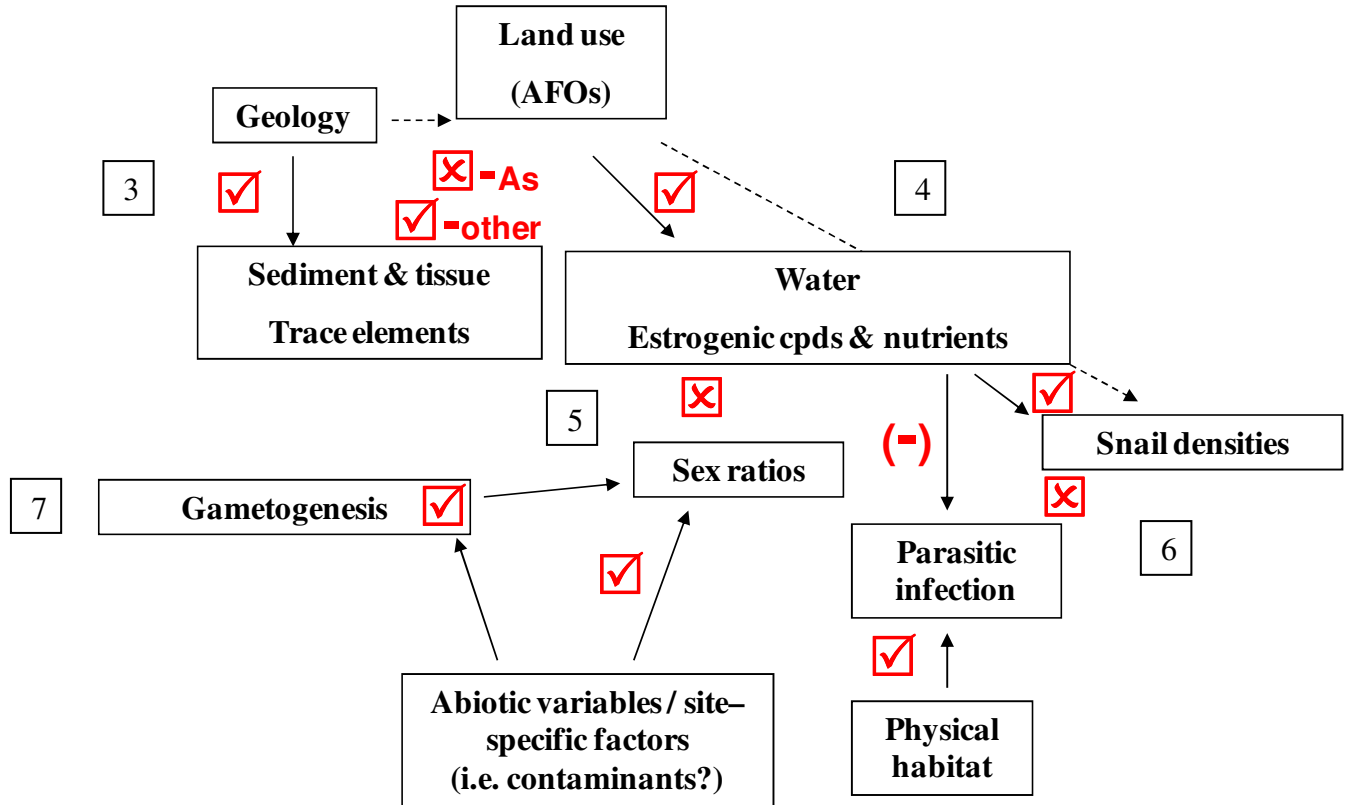 Land use
(AFOs)
Geology
-As
-other
3
4
Sediment & tissue
Trace elements
Water
Estrogenic cpds & nutrients
5
(-)
Snail densities
Sex ratios
7
Gametogenesis
6
Parasitic
infection
Abiotic variables / site–
specific factors
(i.e. contaminants?)
Physical
habitat